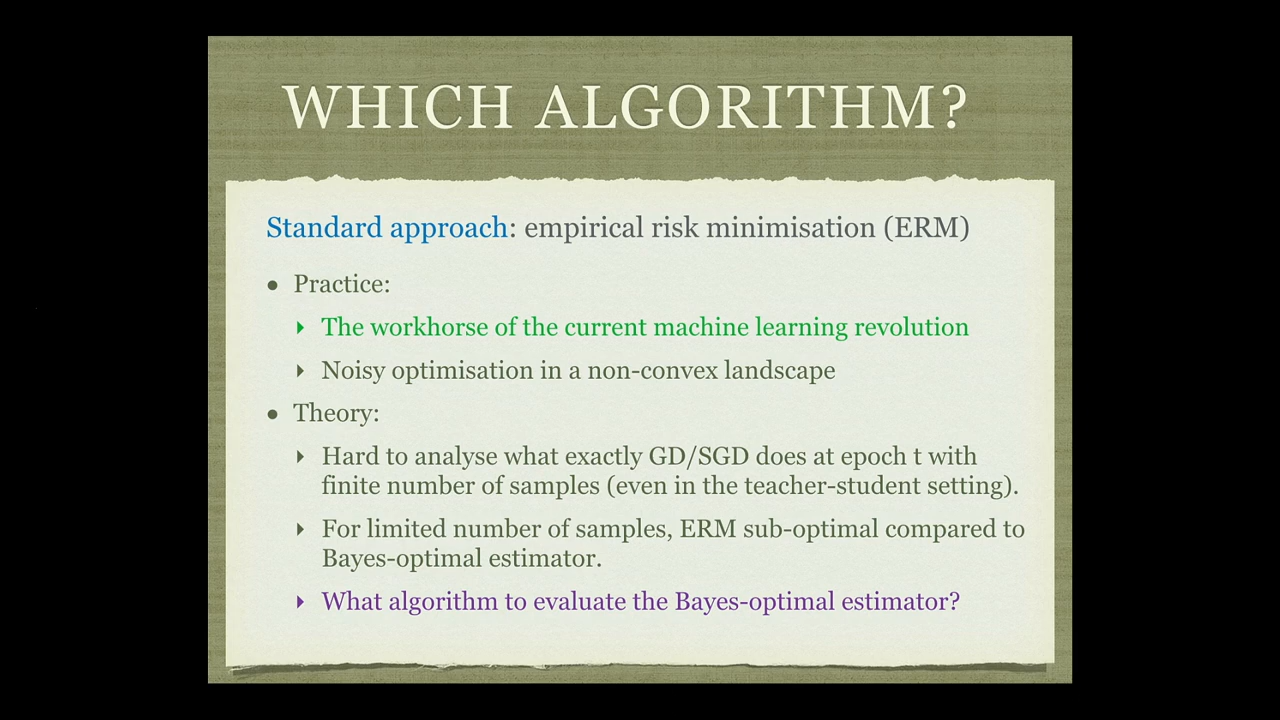 WHICH ALGORITHM?
Standard approach: empirical risk minimisation (ERM)
• Practice:
‣ The workhorse of the current machine learning revolution
‣ Noisy optimisation in a non-convex landscape
• Theory:
‣ Hard to analyse what exactly GD/SGD does at epoch t with
finite number of samples (even in the teacher-student setting).
‣ For limited number of samples, ERM sub-optimal compared to
Bayes-optimal estimator.
‣ What algorithm to evaluate the Bayes-optimal estimator?